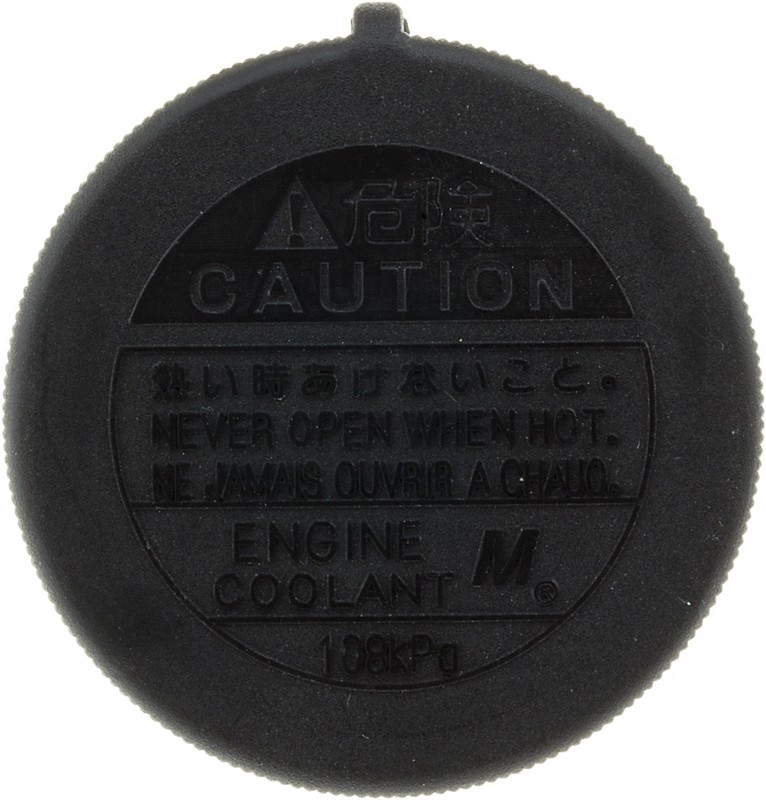 危険
CAUTION
熱い時あけないこと。
NEVER OPEN WHEN HOT.
NE JAMAIS OUVRIR A CHAUD.
ENGINE
COOLANT M®
108kPa